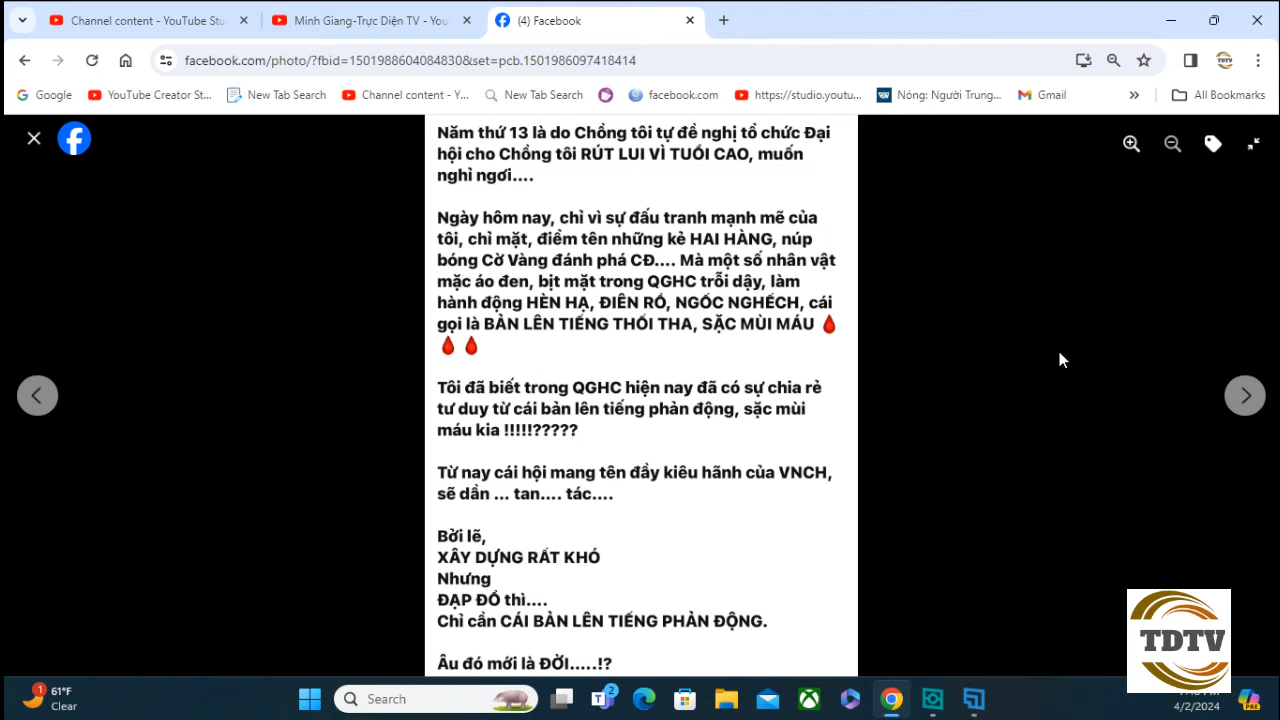 Channel content - YouTube Stu
Minh Giang-Trực Diện TV - You
(4) Facebook
facebook.com/photo/?fbid=1501988604084830&set=pcb.1501986097418414
Google
YouTube Creator St...
New Tab Search
Channel content - Y...
New Tab Search
facebook.com
https://studio.youtu...
Nóng: Người Trung...
Gmail
All Bookmarks
Năm thứ 13 là do Chồng tôi tự đề nghị tổ chức Đại
hội cho Chồng tôi RÚT LUI VÌ TUỔI CAO, muốn
nghỉ ngơi....
Ngày hôm nay, chỉ vì sự đấu tranh mạnh mẽ của
tôi, chỉ mặt, điểm tên những kẻ HAI HÀNG, núp
bóng Cờ Vàng đánh phá CĐ.... Mà một số nhân vật
mặc áo đen, bịt mặt trong QGHC trỗi dậy, làm
hành động HÈN HẠ, ĐIÊN RỒ, NGỐC NGHẾCH, cái
gọi là BẢN LÊN TIẾNG THỐI THA, SẶC MÙI MÁU 🩸
🩸 🩸
Tôi đã biết trong QGHC hiện nay đã có sự chia rẽ
tư duy từ cái bản lên tiếng phản động, sặc mùi
máu kia !!!!!?????
Từ nay cái hội mang tên đầy kiêu hãnh của VNCH,
sẽ dần ... tan.... tác....
Bởi lẽ,
XÂY DỰNG RẤT KHÓ
Nhưng
ĐẠP ĐỔ thì....
Chỉ cần CÁI BẢN LÊN TIẾNG PHẢN ĐỘNG.
Âu đó mới là ĐỜI.....!?
TDTV
1
61°F
Clear
Search
2
4/2/2024
PRE